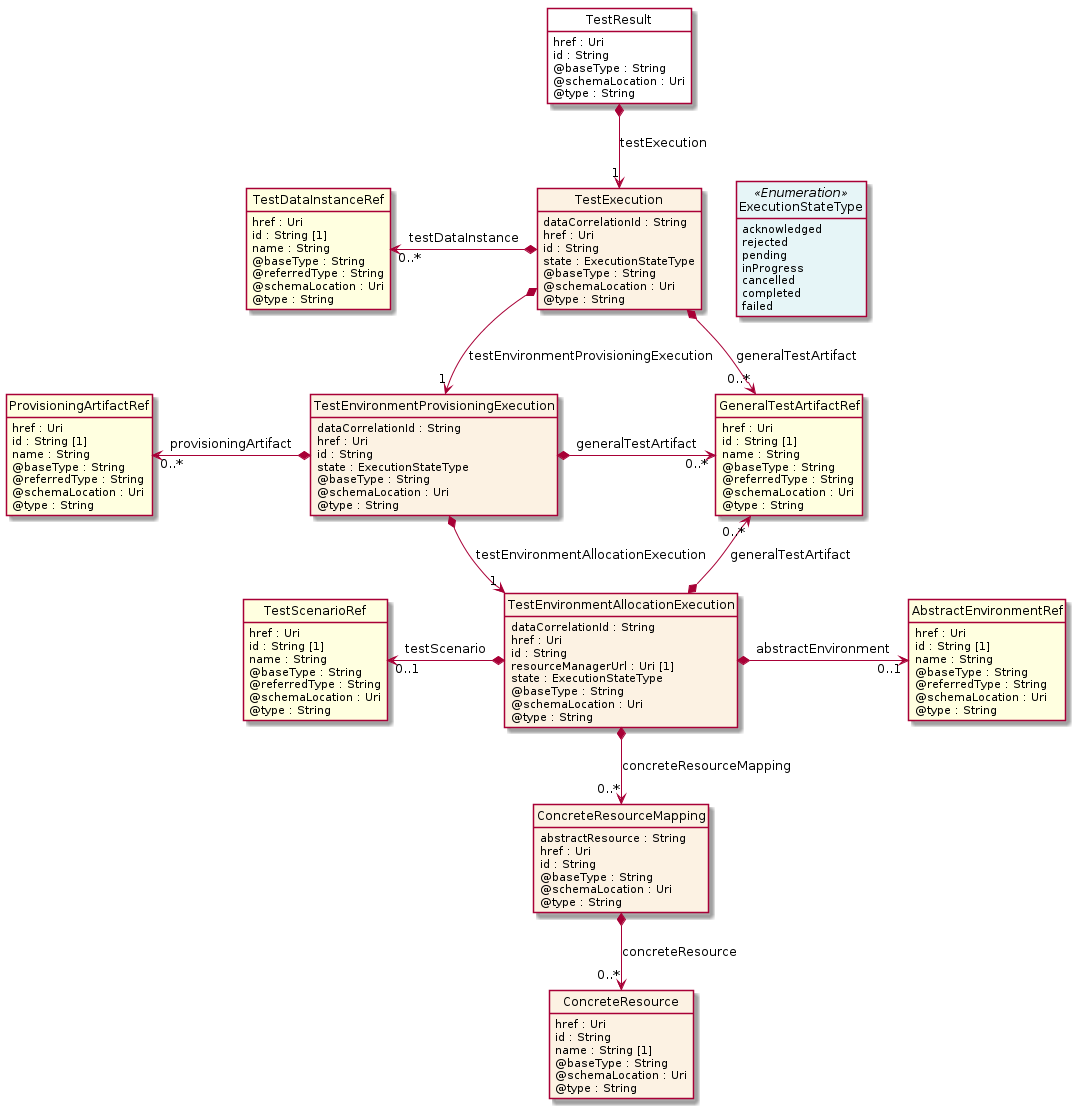 TestResult
href : Uri
id : String
@baseType : String
@schemaLocation : Uri
@type : String
testExecution
1
TestDataInstanceRef
href : Uri
id : String [1]
name : String
@baseType : String
@referredType : String
@schemaLocation : Uri
@type : String
testDataInstance
0..*
TestExecution
dataCorrelationId : String
href : Uri
id : String
state : ExecutionStateType
@baseType : String
@schemaLocation : Uri
@type : String
«Enumeration»
ExecutionStateType
acknowledged
rejected
pending
inProgress
cancelled
completed
failed
testEnvironmentProvisioningExecution
1
generalTestArtifact
0..*
ProvisioningArtifactRef
href : Uri
id : String [1]
name : String
@baseType : String
@referredType : String
@schemaLocation : Uri
@type : String
provisioningArtifact
0..*
TestEnvironmentProvisioningExecution
dataCorrelationId : String
href : Uri
id : String
state : ExecutionStateType
@baseType : String
@schemaLocation : Uri
@type : String
generalTestArtifact
0..*
GeneralTestArtifactRef
href : Uri
id : String [1]
name : String
@baseType : String
@referredType : String
@schemaLocation : Uri
@type : String
testEnvironmentAllocationExecution
1
0..*
generalTestArtifact
TestScenarioRef
href : Uri
id : String [1]
name : String
@baseType : String
@referredType : String
@schemaLocation : Uri
@type : String
testScenario
0..1
TestEnvironmentAllocationExecution
dataCorrelationId : String
href : Uri
id : String
resourceManagerUrl : Uri [1]
state : ExecutionStateType
@baseType : String
@schemaLocation : Uri
@type : String
abstractEnvironment
0..1
AbstractEnvironmentRef
href : Uri
id : String [1]
name : String
@baseType : String
@referredType : String
@schemaLocation : Uri
@type : String
concreteResourceMapping
0..*
ConcreteResourceMapping
abstractResource : String
href : Uri
id : String
@baseType : String
@schemaLocation : Uri
@type : String
concreteResource
0..*
ConcreteResource
href : Uri
id : String
name : String [1]
@baseType : String
@schemaLocation : Uri
@type : String